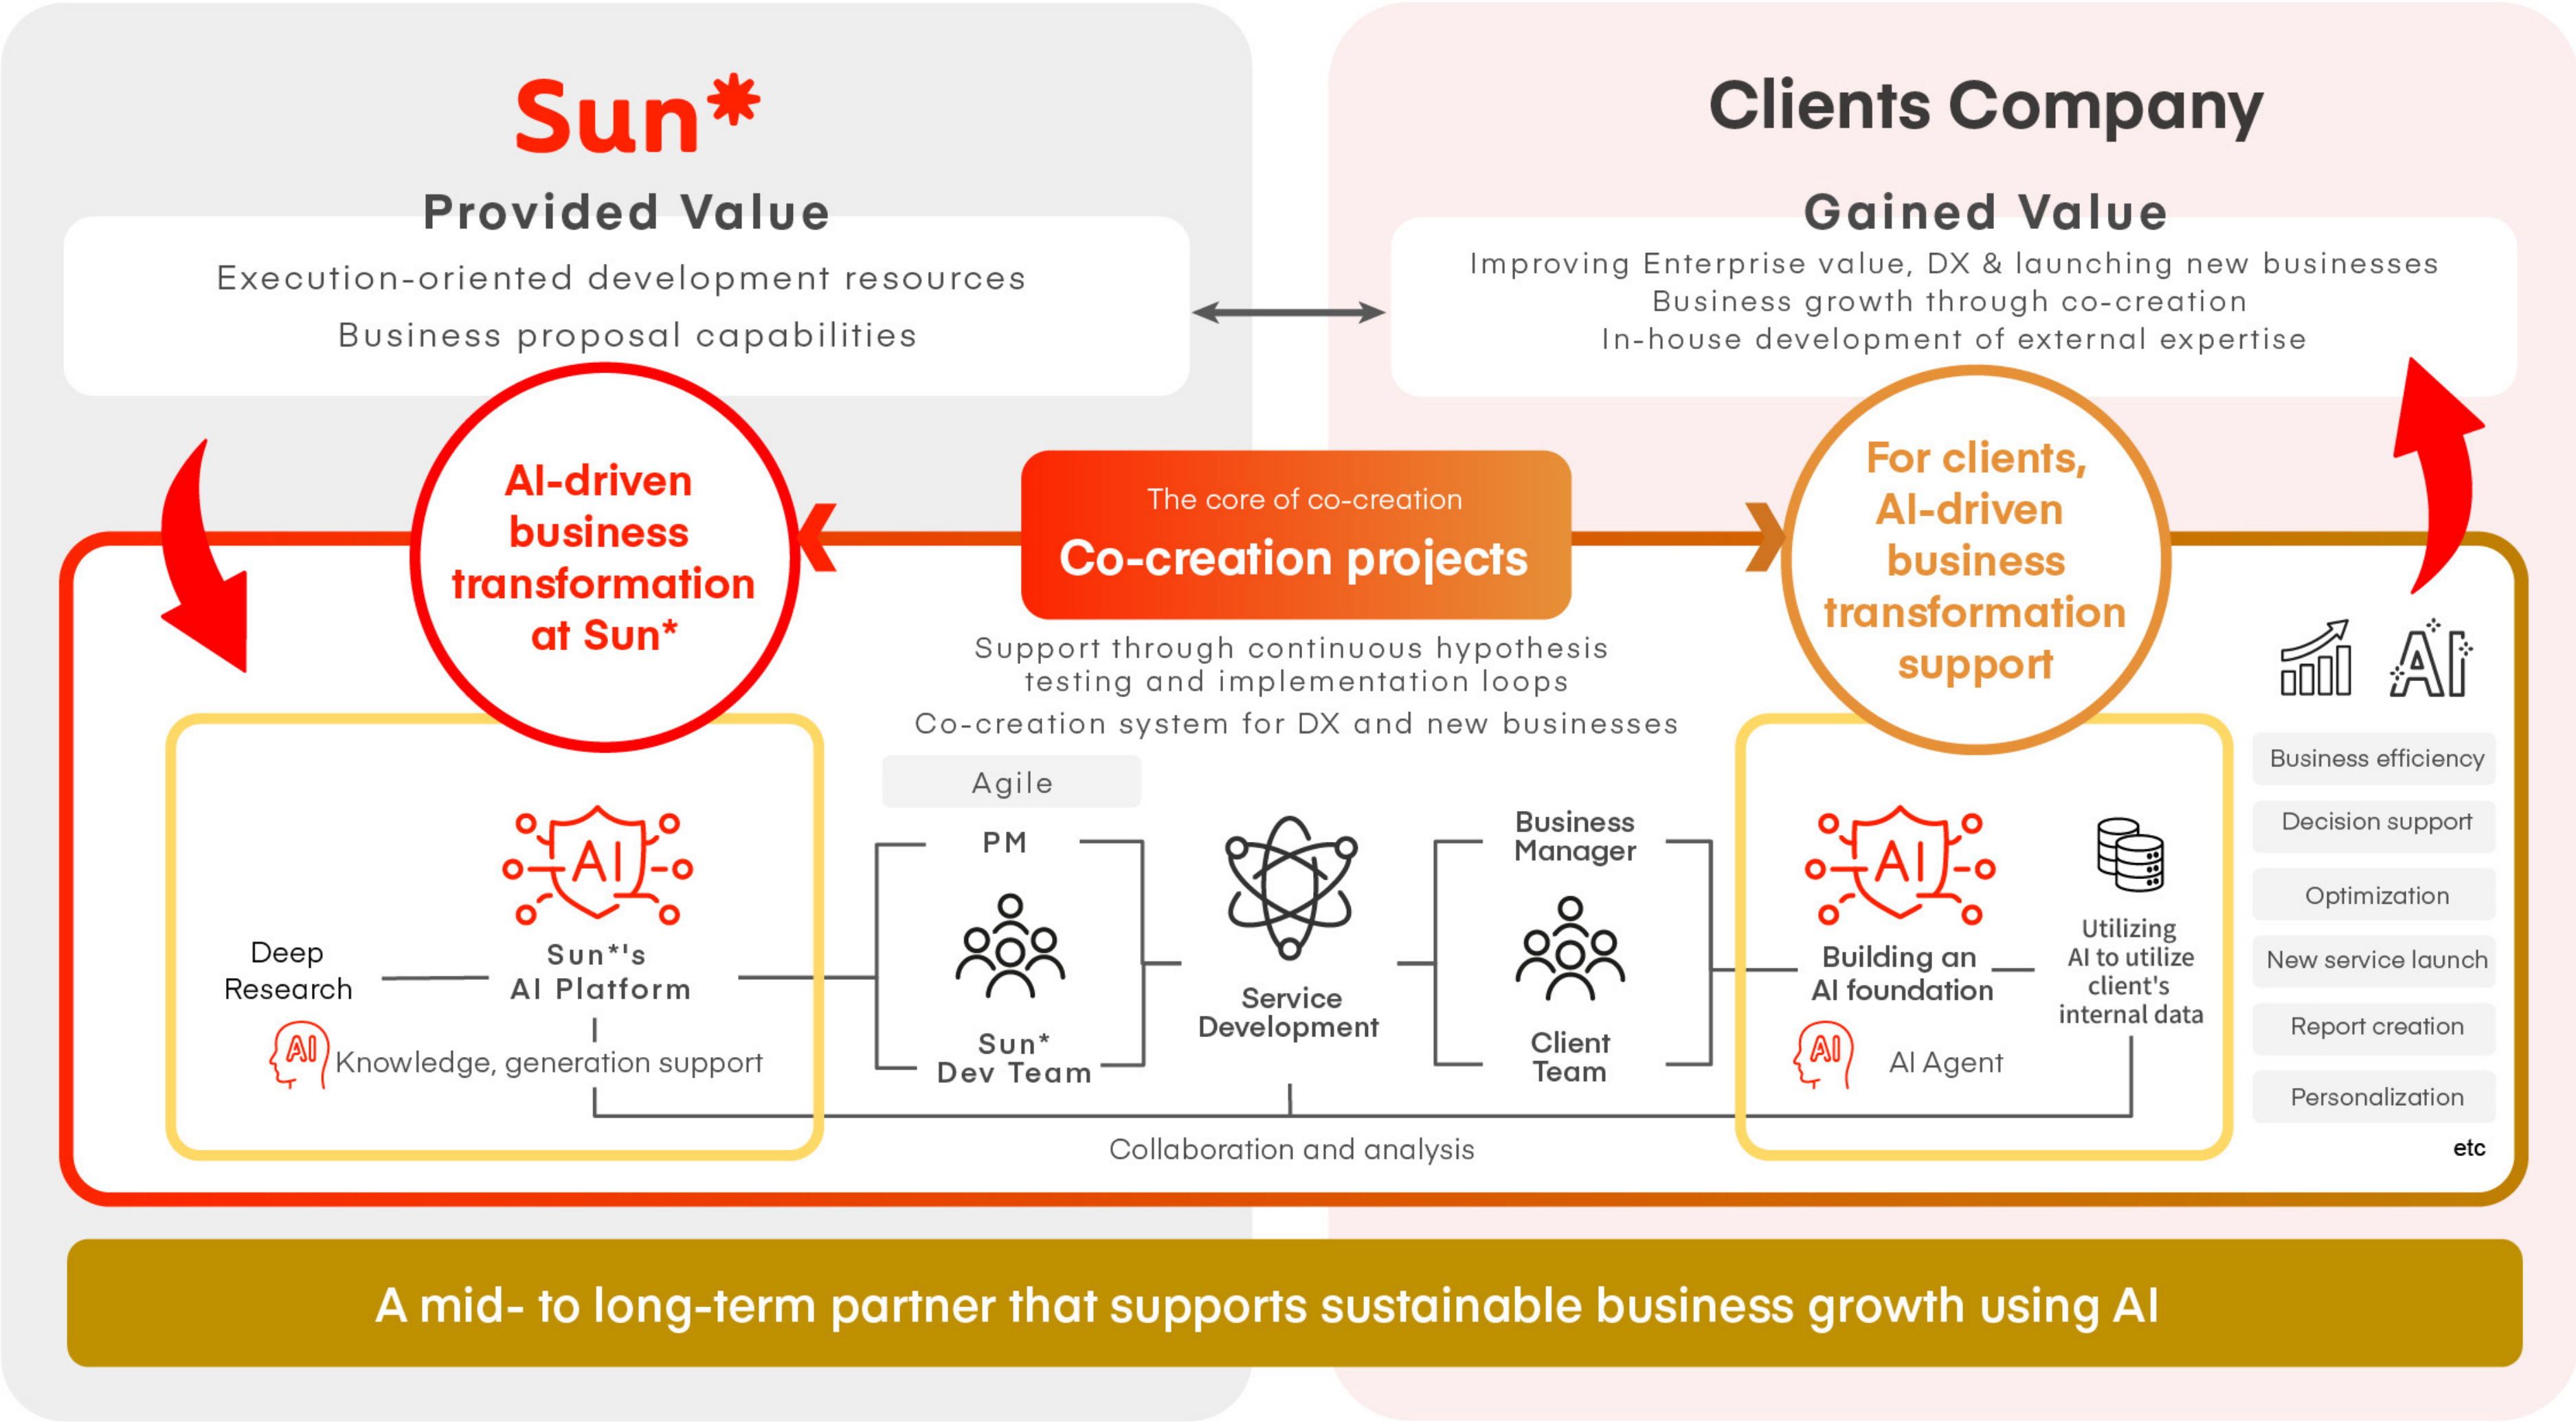 Sun*
Provided Value
Execution-oriented development resources
Business proposal capabilities
Clients Company
Gained Value
Improving Enterprise value, DX & launching new businesses
Business growth through co-creation
In-house development of external expertise
AI-driven
business
transformation
at Sun*
The core of co-creation
Co-creation projects
Support through continuous hypothesis
testing and implementation loops
Co-creation system for DX and new businesses
For clients,
AI-driven
business
transformation
support
Deep
Research
AI
Sun*'s
AI Platform
AI
Knowledge, generation support
Agile
PM
Sun*
Dev Team
Service
Development
Business
Manager
Client
Team
AI
Building an
AI foundation
AI
AI Agent
Utilizing
AI to utilize
client's
internal data
Collaboration and analysis
AI
Business efficiency
Decision support
Optimization
New service launch
Report creation
Personalization
etc
A mid- to long-term partner that supports sustainable business growth using AI